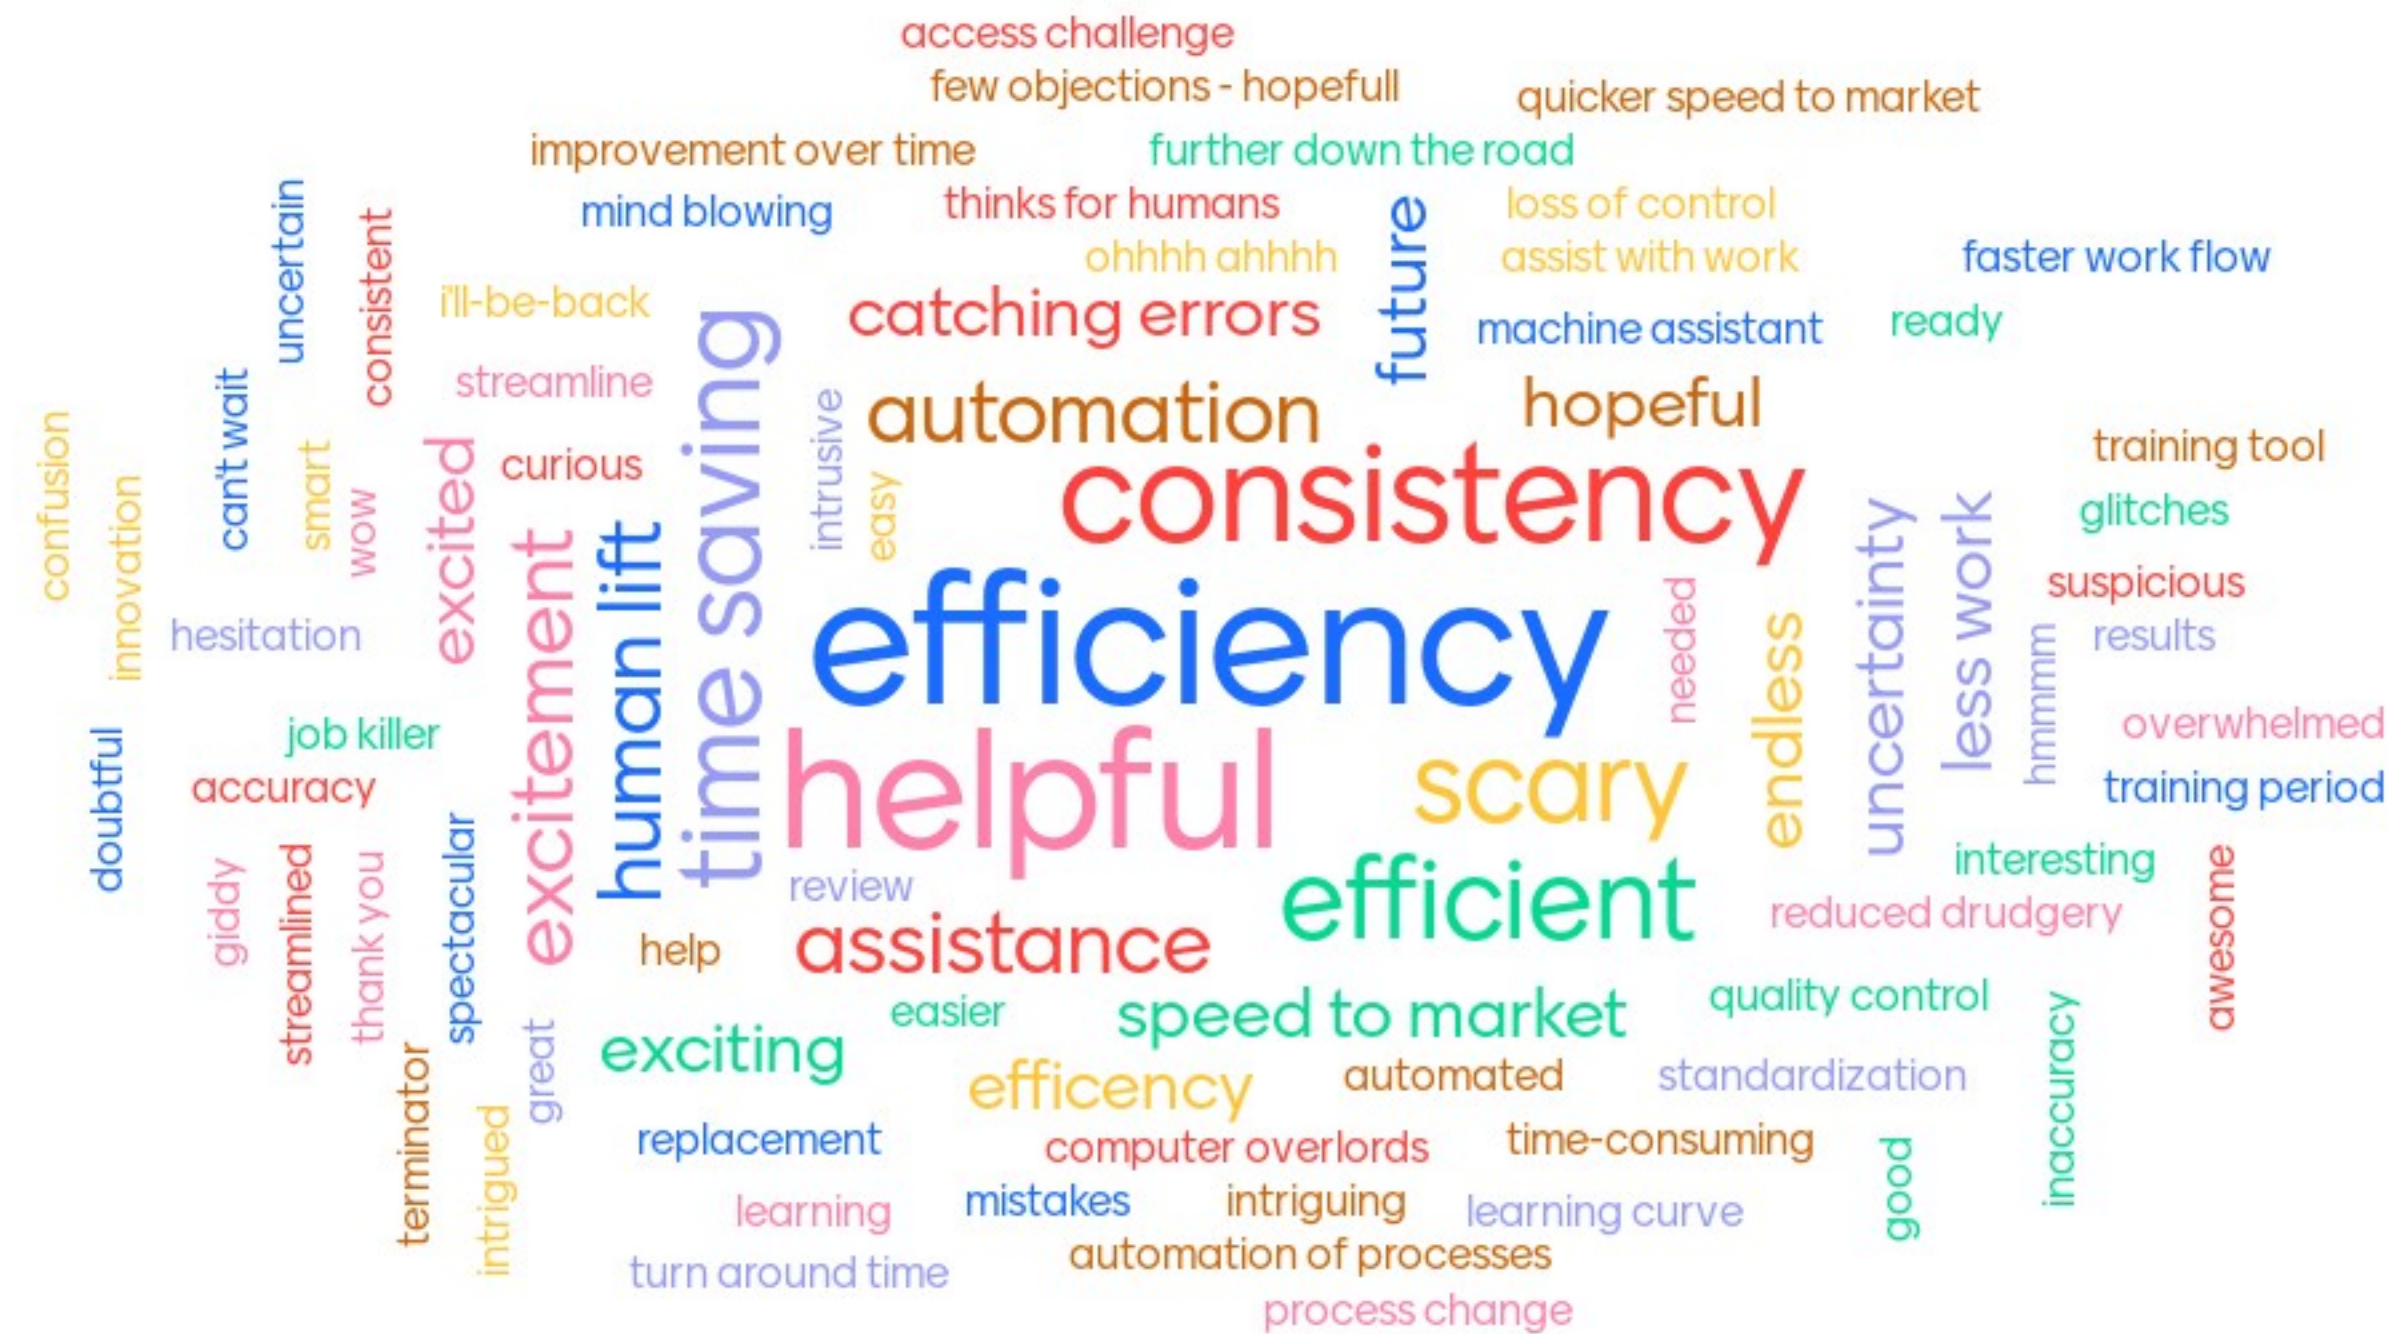 access challenge
few objections - hopefull
quicker speed to market
improvement over time
further down the road
mind blowing
thinks for humans
loss of control
uncertain
consistent
future
ohhhh ahhhh
assist with work
faster work flow
i'll-be-back
catching errors
machine assistant
ready
streamline
time saving
can't wait
intrusive
automation
hopeful
confusion
innovation
smart
wow
excited
curious
easy
consistency
training tool
glitches
excitement
human lift
efficiency
needed
endless
uncertainty
less work
suspicious
hmmmm
results
hesitation
job killer
helpful
scary
overwhelmed
training period
doubtful
accuracy
giddy
streamlined
thank you
spectacular
review
efficient
interesting
reduced drudgery
awesome
help
assistance
easier
speed to market
quality control
inaccuracy
great
exciting
efficency
automated
standardization
terminator
intrigued
replacement
computer overlords
time-consuming
good
learning
mistakes
intriguing
learning curve
turn around time
automation of processes
process change